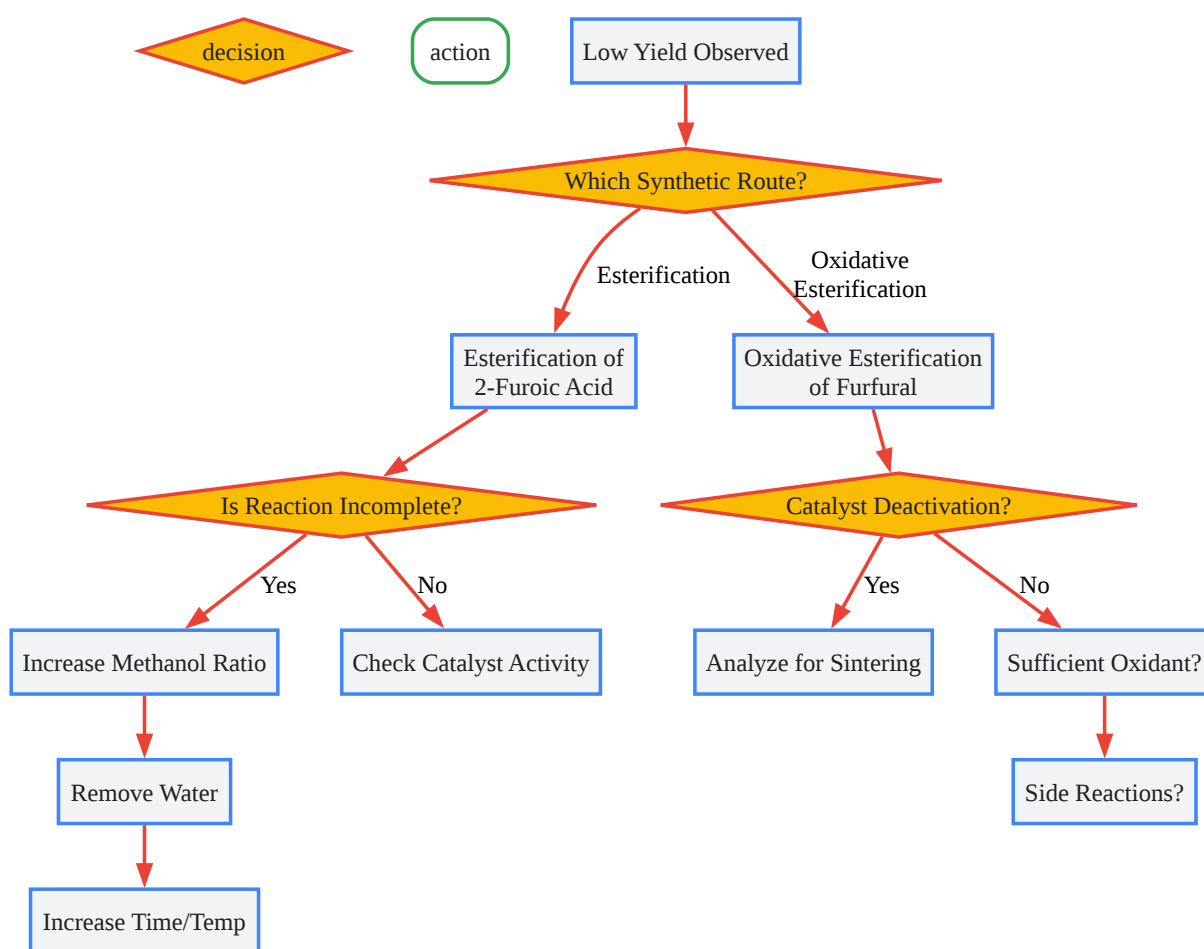 decision
action
Low Yield Observed
Which Synthetic Route?
Esterification
Oxidative
Esterification
Esterification of
2-Furoic Acid
Oxidative Esterification
of Furfural
Is Reaction Incomplete?
Catalyst Deactivation?
Yes
No
Yes
No
Increase Methanol Ratio
Check Catalyst Activity
Analyze for Sintering
Sufficient Oxidant?
Remove Water
Side Reactions?
Increase Time/Temp